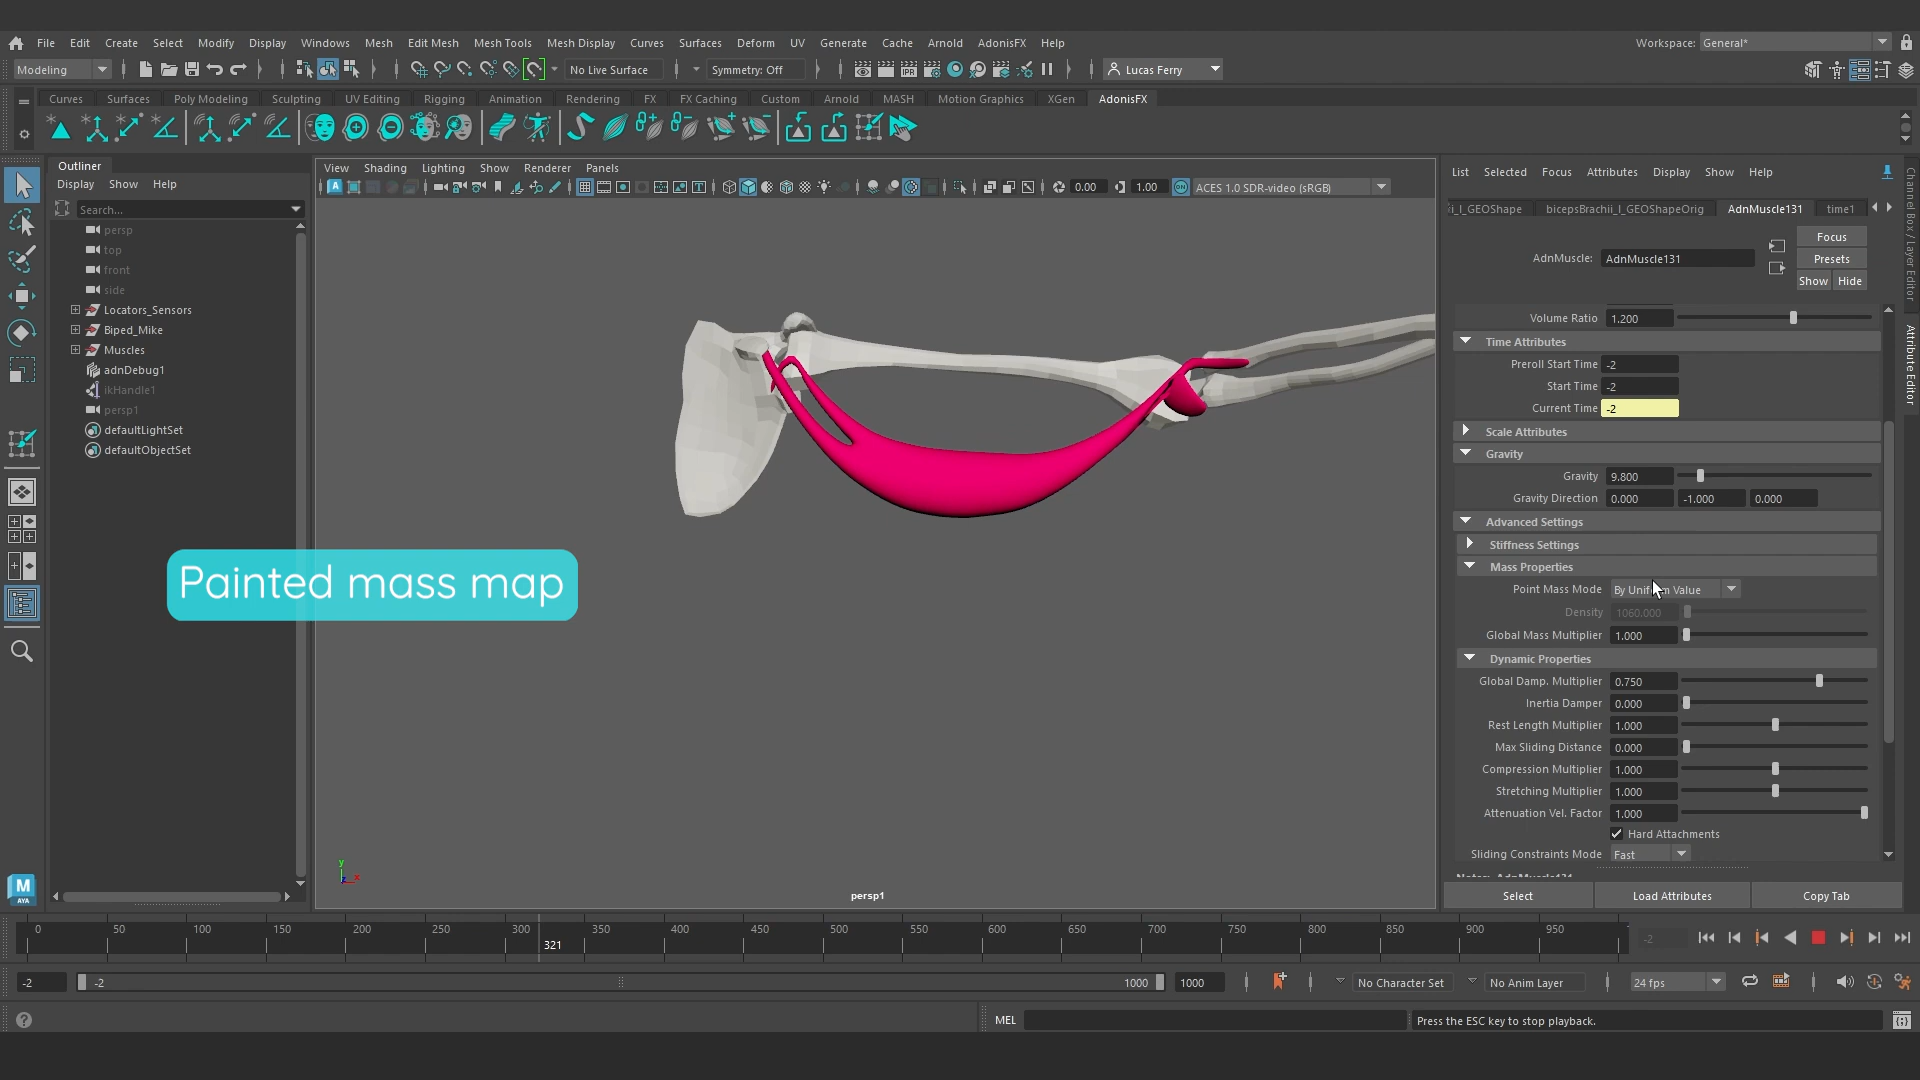 File Edit Create Select Modify Display Windows Mesh Edit Mesh Mesh Tools Mesh Display Curves Surfaces Deform UV Generate Cache Arnold AdonisFX Help
Workspace: General*
Modeling
No Live Surface
Symmetry: Off
IPR
Lucas Ferry
Curves Surfaces Poly Modeling Sculpting UV Editing Rigging Animation Rendering FX FX Caching Custom Arnold MASH Motion Graphics XGen AdonisFX
Outliner
Display Show Help
Search...
persp
top
front
side
Locators_Sensors
Biped_Mike
Muscles
adnDebug1
ikHandle1
persp1
defaultLightSet
defaultObjectSet
M
AYA
View Shading Lighting Show Renderer Panels
0.00
1.00
ACES 1.0 SDR-video (sRGB)
Painted mass map
y
x
persp1
List Selected Focus Attributes Display Show Help
ii_l_GEOShape bicepsBrachii_l_GEOShapeOrig AdnMuscle131 time1
AdnMuscle: AdnMuscle131
Focus
Presets
Show Hide
Volume Ratio 1.200
Time Attributes
Preroll Start Time -2
Start Time -2
Current Time -2
Scale Attributes
Gravity
Gravity 9.800
Gravity Direction 0.000 -1.000 0.000
Advanced Settings
Stiffness Settings
Mass Properties
Point Mass Mode By Uniform Value
Density 1060.000
Global Mass Multiplier 1.000
Dynamic Properties
Global Damp. Multiplier 0.750
Inertia Damper 0.000
Rest Length Multiplier 1.000
Max Sliding Distance 0.000
Compression Multiplier 1.000
Stretching Multiplier 1.000
Attenuation Vel. Factor 1.000
Hard Attachments
Sliding Constraints Mode Fast
Select Load Attributes Copy Tab
Channel Box / Layer Editor
Attribute Editor
0 50 100 150 200 250 300 350 400 450 500 550 600 650 700 750 800 850 900 950
321
-2
-2
-2
1000
1000
No Character Set
No Anim Layer
24 fps
MEL
Press the ESC key to stop playback.